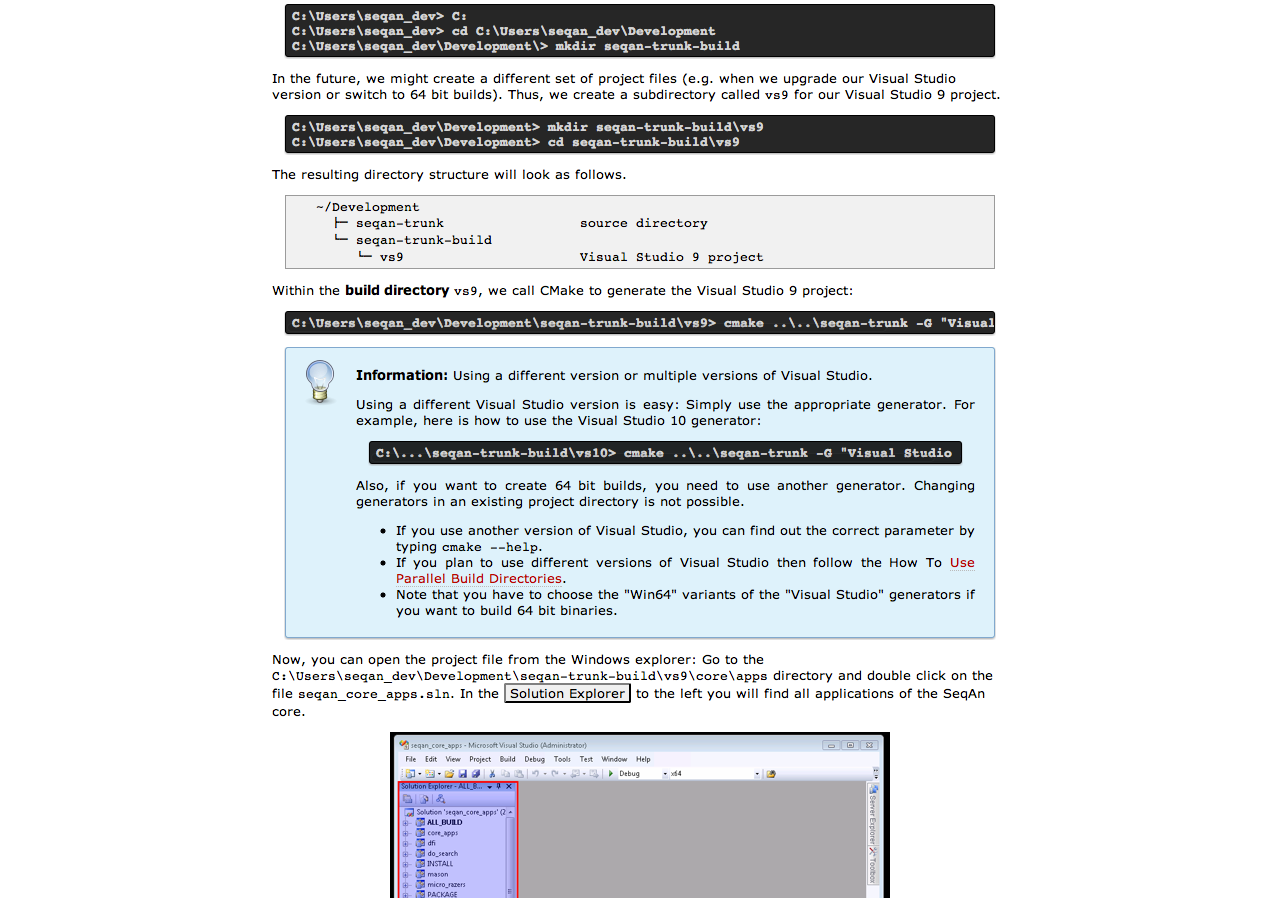 C:\Users\seqan_dev> C:
C:\Users\seqan_dev> cd C:\Users\seqan_dev\Development
C:\Users\seqan_dev\Development\> mkdir seqan-trunk-build
In the future, we might create a different set of project files (e.g. when we upgrade our Visual Studio
version or switch to 64 bit builds). Thus, we create a subdirectory called vs9 for our Visual Studio 9 project.
C:\Users\seqan_dev\Development> mkdir seqan-trunk-build\vs9
C:\Users\seqan_dev\Development> cd seqan-trunk-build\vs9
The resulting directory structure will look as follows.
~/Development
├─ seqan-trunk source directory
└─ seqan-trunk-build
└─ vs9 Visual Studio 9 project
Within the build directory vs9, we call CMake to generate the Visual Studio 9 project:
C:\Users\seqan_dev\Development\seqan-trunk-build\vs9> cmake ..\..\seqan-trunk -G "Visual
Information: Using a different version or multiple versions of Visual Studio.
Using a different Visual Studio version is easy: Simply use the appropriate generator. For
example, here is how to use the Visual Studio 10 generator:
C:\...\seqan-trunk-build\vs10> cmake ..\..\seqan-trunk -G "Visual Studio
Also, if you want to create 64 bit builds, you need to use another generator. Changing
generators in an existing project directory is not possible.
• If you use another version of Visual Studio, you can find out the correct parameter by
typing cmake --help.
• If you plan to use different versions of Visual Studio then follow the How To Use
Parallel Build Directories.
• Note that you have to choose the "Win64" variants of the "Visual Studio" generators if
you want to build 64 bit binaries.
Now, you can open the project file from the Windows explorer: Go to the
C:\Users\seqan_dev\Development\seqan-trunk-build\vs9\core\apps directory and double click on the
file seqan_core_apps.sln. In the Solution Explorer to the left you will find all applications of the SeqAn
core.
seqan_core_apps - Microsoft Visual Studio (Administrator)
File Edit View Project Build Debug Tools Test Window Help
Debug x64
Solution Explorer - ALL_B...
Solution 'seqan_core_apps' (2
ALL_BUILD
core_apps
dfi
do_search
INSTALL
mason
micro_razers
PACKAGE
Server Explorer
Toolbox